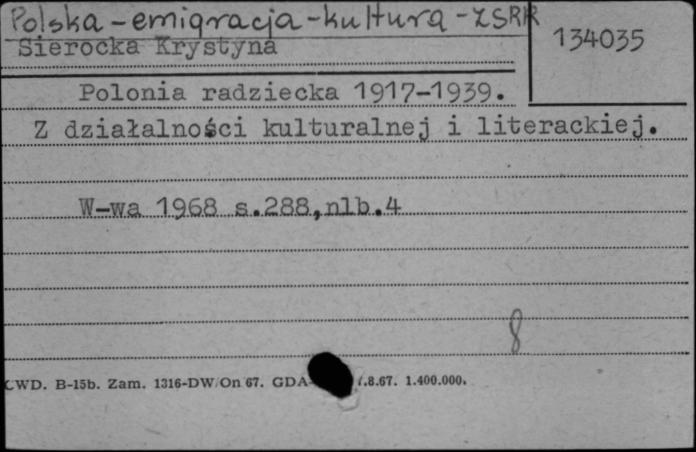 Polska-emigracja-kultura-ZSRR
134035
Sierocka Krystyna
Polonia radziecka 1917-1939.
Z działalności kulturalnej i literackiej.
W-wa 1968 s.288,nlb.4
8
CWD. B-15b. Zam. 1316-DW/On 67. GDA- .8.67. 1.400.000.